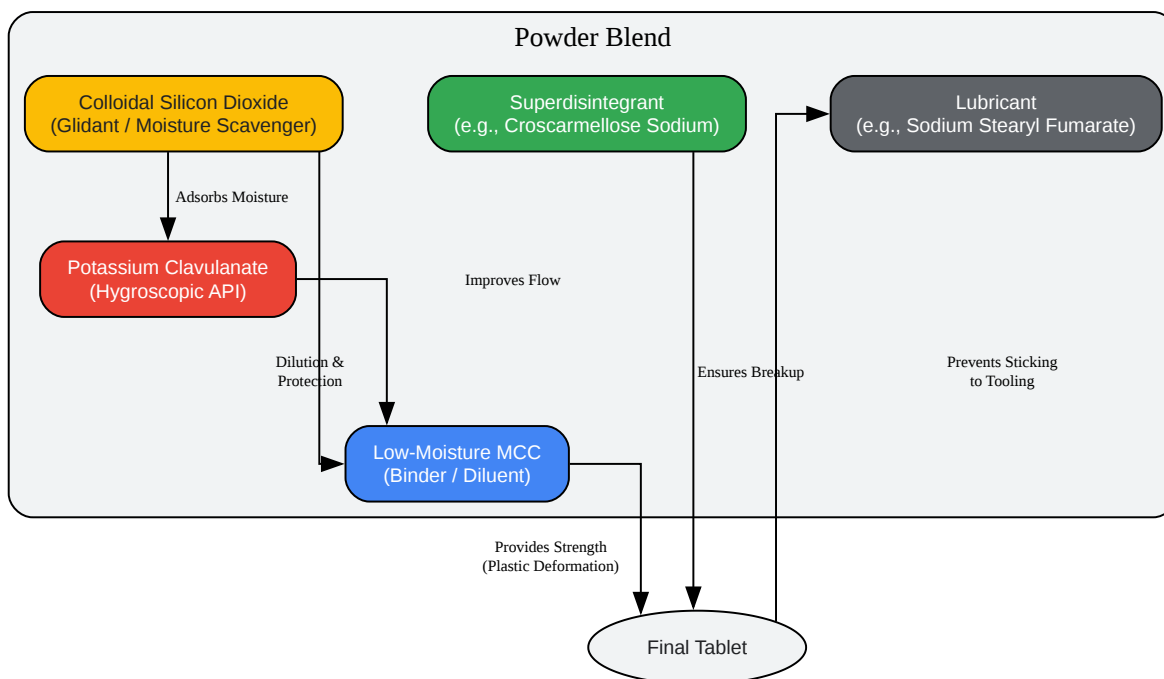 Powder Blend
Colloidal Silicon Dioxide
(Glidant / Moisture Scavenger)
Superdisintegrant
(e.g., Croscarmellose Sodium)
Lubricant
(e.g., Sodium Stearyl Fumarate)
Adsorbs Moisture
Potassium Clavulanate
(Hygroscopic API)
Improves Flow
Dilution &
Protection
Ensures Breakup
Prevents Sticking
to Tooling
Low-Moisture MCC
(Binder / Diluent)
Provides Strength
(Plastic Deformation)
Final Tablet